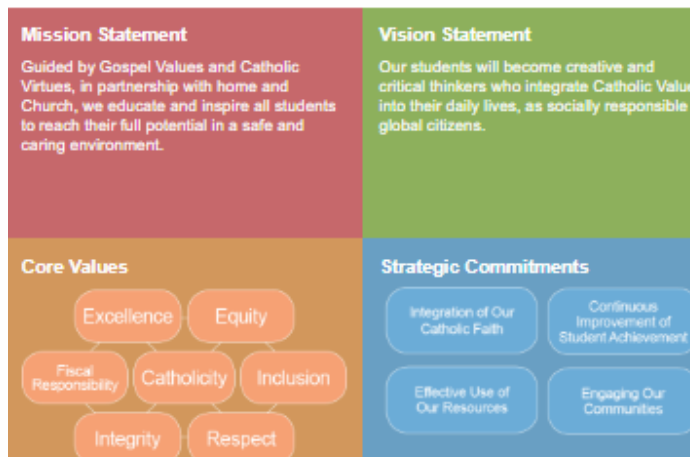 Mission Statement
Guided by Gospel Values and Catholic
Virtues, in partnership with home and
Church, we educate and inspire all students
to reach their full potential in a safe and
caring environment.
Vision Statement
Our students will become creative and
critical thinkers who integrate Catholic Value
into their daily lives, as socially responsible
global citizens.
Core Values
Excellence
Equity
Fiscal
Responsibility
Catholicity
Inclusion
Integrity
Respect
Strategic Commitments
Integration of Our
Catholic Faith
Continuous
Improvement of
Student Achievement
Effective Use of
Our Resources
Engaging Our
Communities